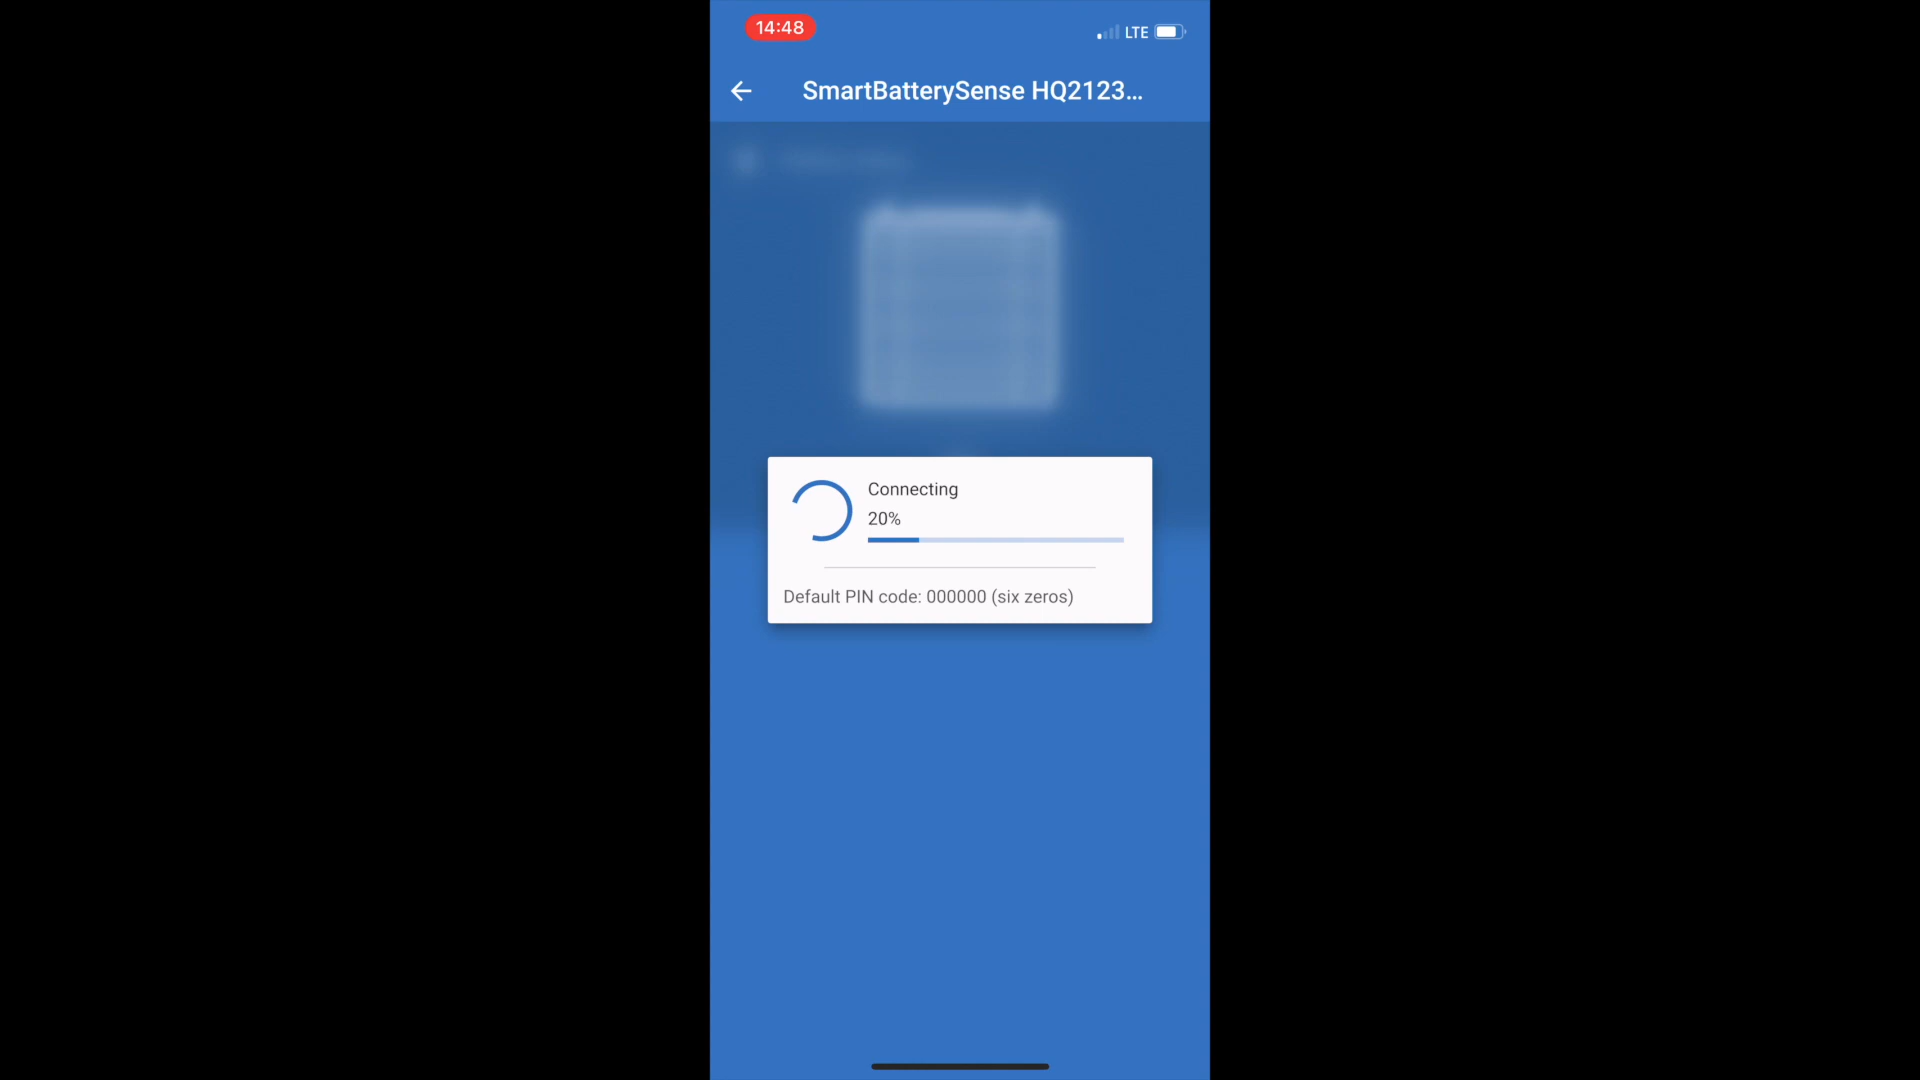 14:48
LTE
SmartBatterySense HQ2123...
Connecting
20%
Default PIN code: 000000 (six zeros)